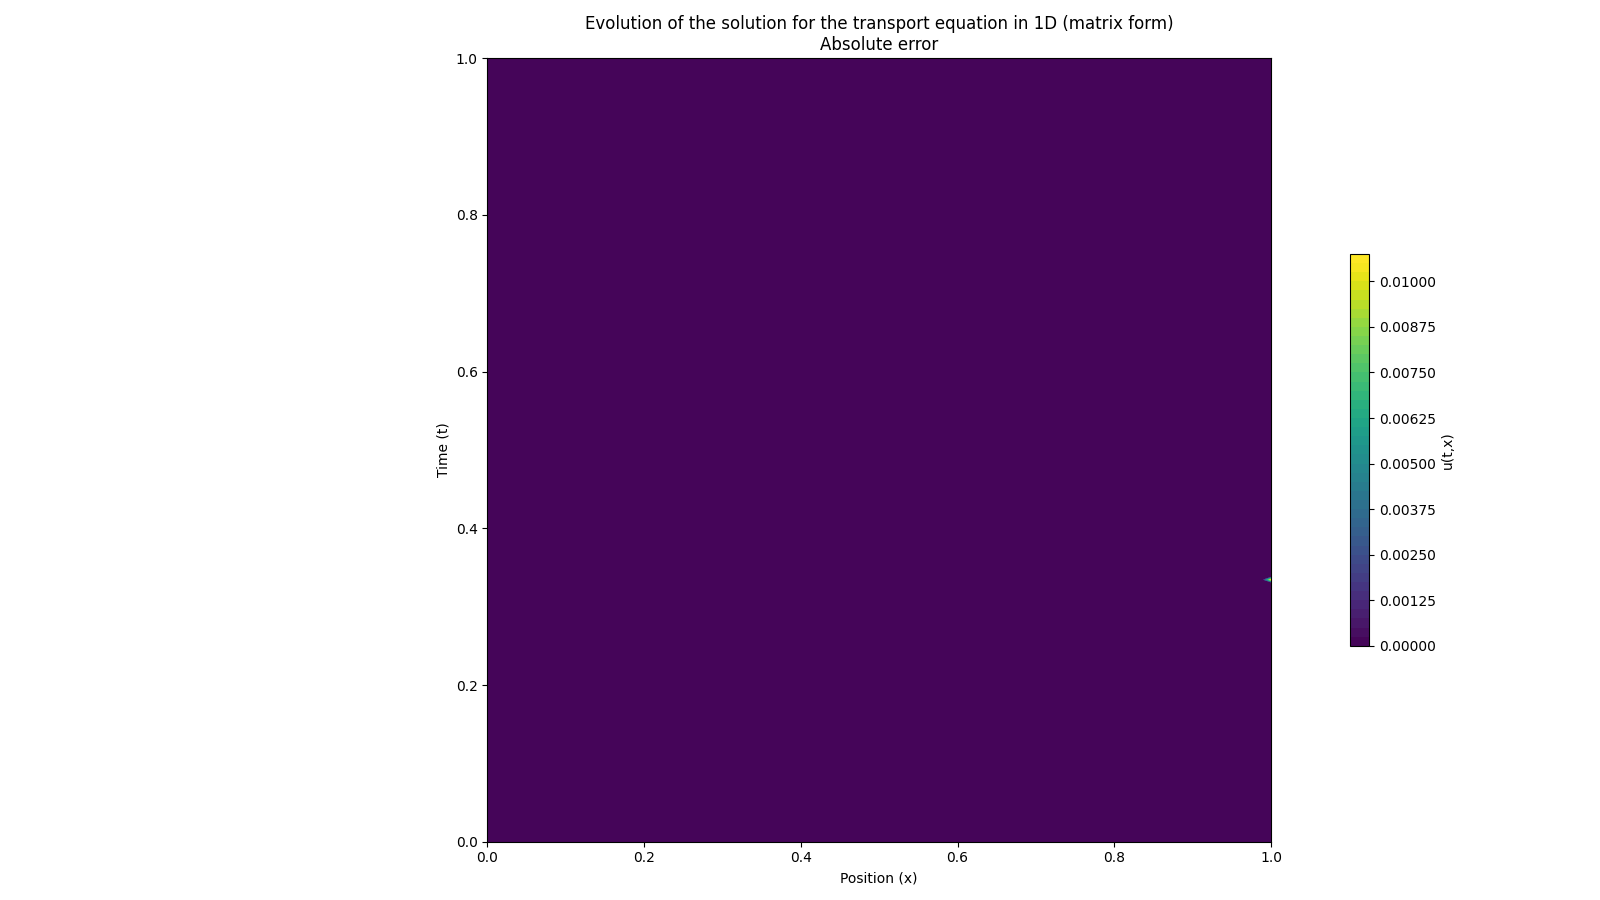 Evolution of the solution for the transport equation in 1D (matrix form)
Absolute error
1.0
0.8
0.6
0.4
0.2
0.0
Time (t)
0.0 0.2 0.4 0.6 0.8 1.0
Position (x)
0.01000
0.00875
0.00750
0.00625
0.00500
0.00375
0.00250
0.00125
0.00000
u(t,x)